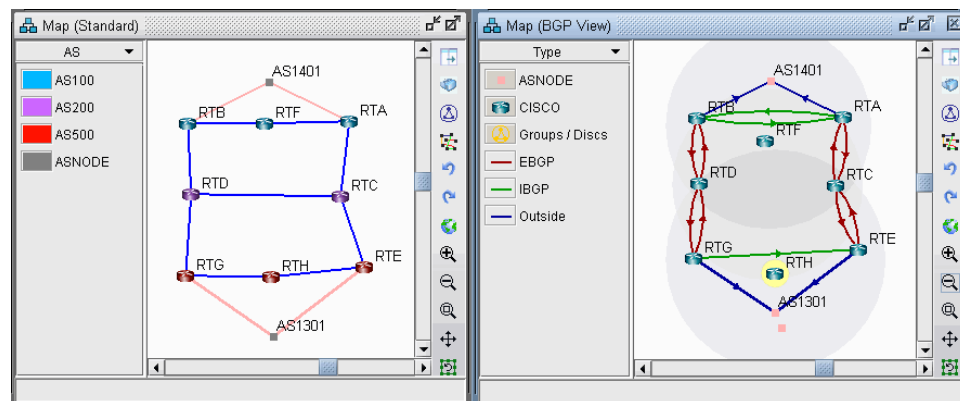 Map (Standard)
AS
AS100
AS200
AS500
ASNODE
AS1401
RTB
RTF
RTA
RTD
RTC
RTG
RTH
RTE
AS1301
Map (BGP View)
Type
ASNODE
CISCO
Groups / Discs
EBGP
IBGP
Outside
AS1401
RTB
RTA
RTF
RTD
RTC
RTG
RTE
RTH
AS1301